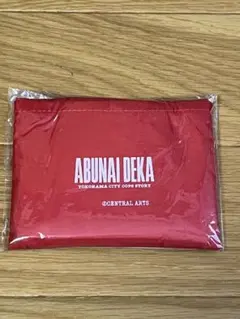 ABUNAI DEKA
YOKOHAMA CITY COPS STORY
©CENTRAL ARTS